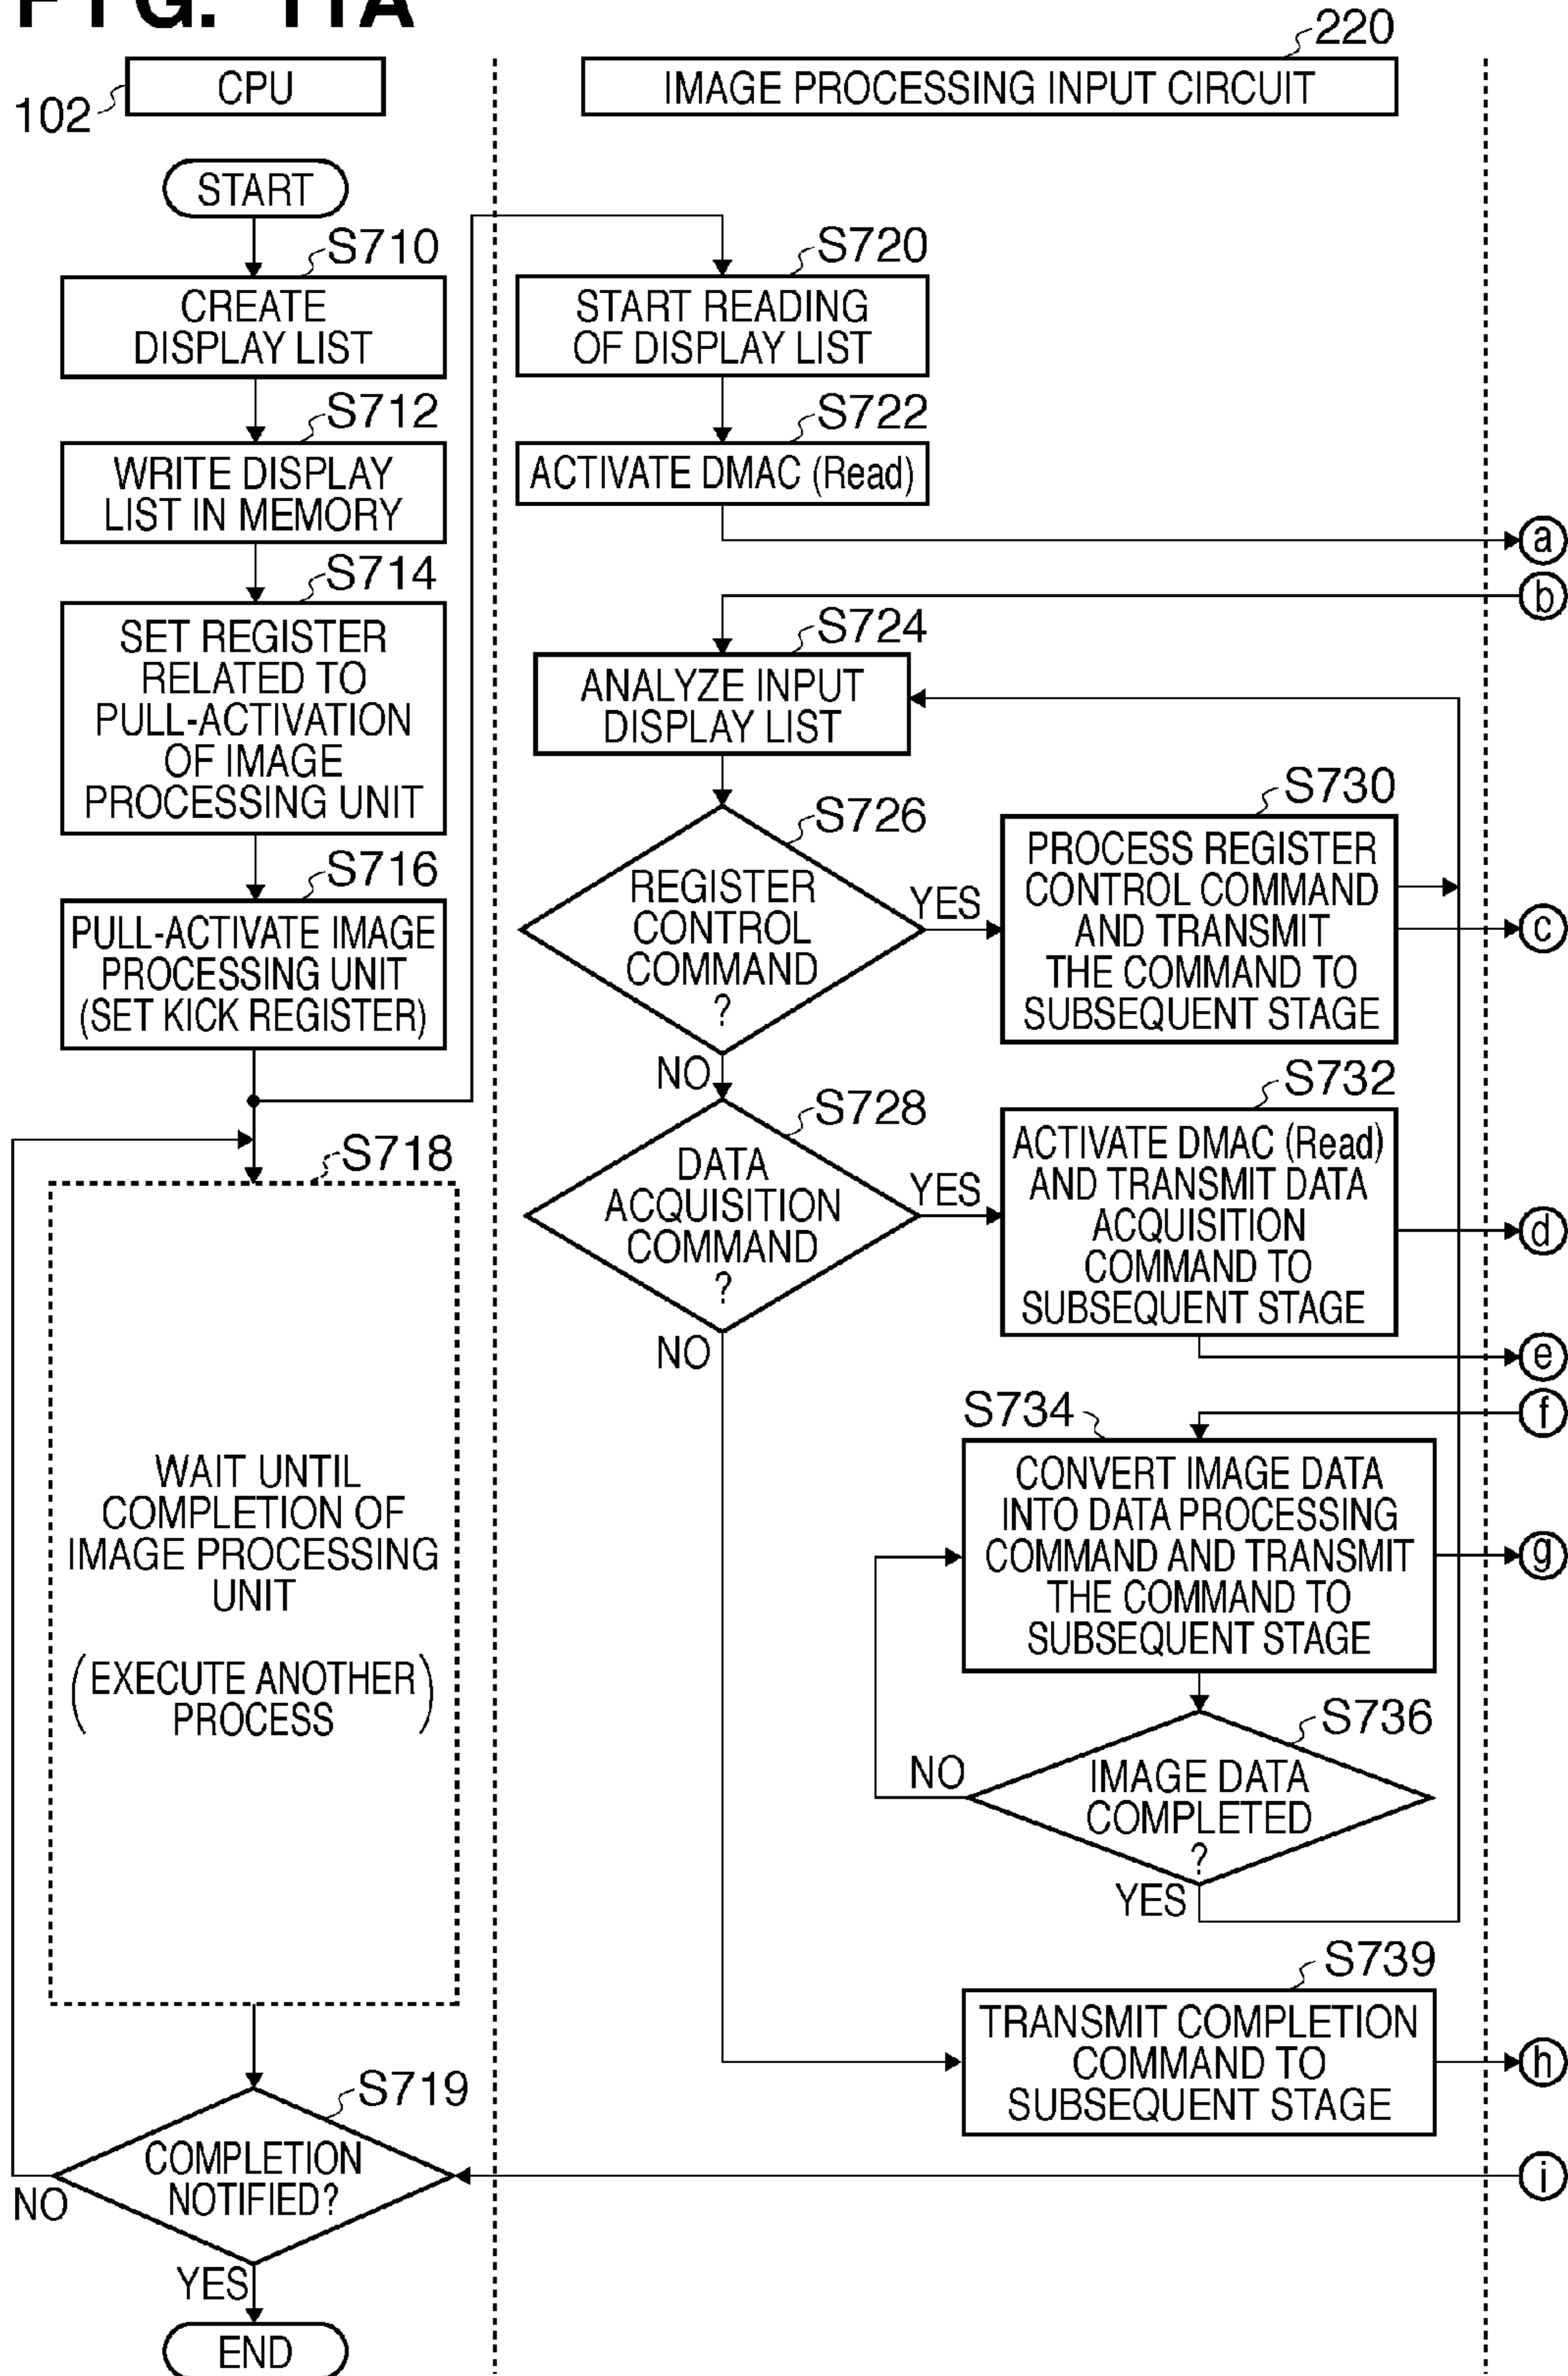 FIG. 11A
220
CPU
IMAGE PROCESSING INPUT CIRCUIT
102
START
S710
CREATE
DISPLAY LIST
S712
WRITE DISPLAY
LIST IN MEMORY
S714
SET REGISTER
RELATED TO
PULL-ACTIVATION
OF IMAGE
PROCESSING UNIT
S716
PULL-ACTIVATE IMAGE
PROCESSING UNIT
(SET KICK REGISTER)
S718
WAIT UNTIL
COMPLETION OF
IMAGE PROCESSING
UNIT
(EXECUTE ANOTHER
PROCESS)
S719
COMPLETION
NOTIFIED?
NO
YES
END
S720
START READING
OF DISPLAY LIST
S722
ACTIVATE DMAC (Read)
a
b
S724
ANALYZE INPUT
DISPLAY LIST
S726
REGISTER
CONTROL
COMMAND
?
YES
NO
S730
PROCESS REGISTER
CONTROL COMMAND
AND TRANSMIT
THE COMMAND TO
SUBSEQUENT STAGE
c
S728
DATA
ACQUISITION
COMMAND
?
YES
NO
S732
ACTIVATE DMAC (Read)
AND TRANSMIT DATA
ACQUISITION
COMMAND TO
SUBSEQUENT STAGE
d
e
f
S734
CONVERT IMAGE DATA
INTO DATA PROCESSING
COMMAND AND TRANSMIT
THE COMMAND TO
SUBSEQUENT STAGE
g
S736
IMAGE DATA
COMPLETED
?
NO
YES
S739
TRANSMIT COMPLETION
COMMAND TO
SUBSEQUENT STAGE
h
i